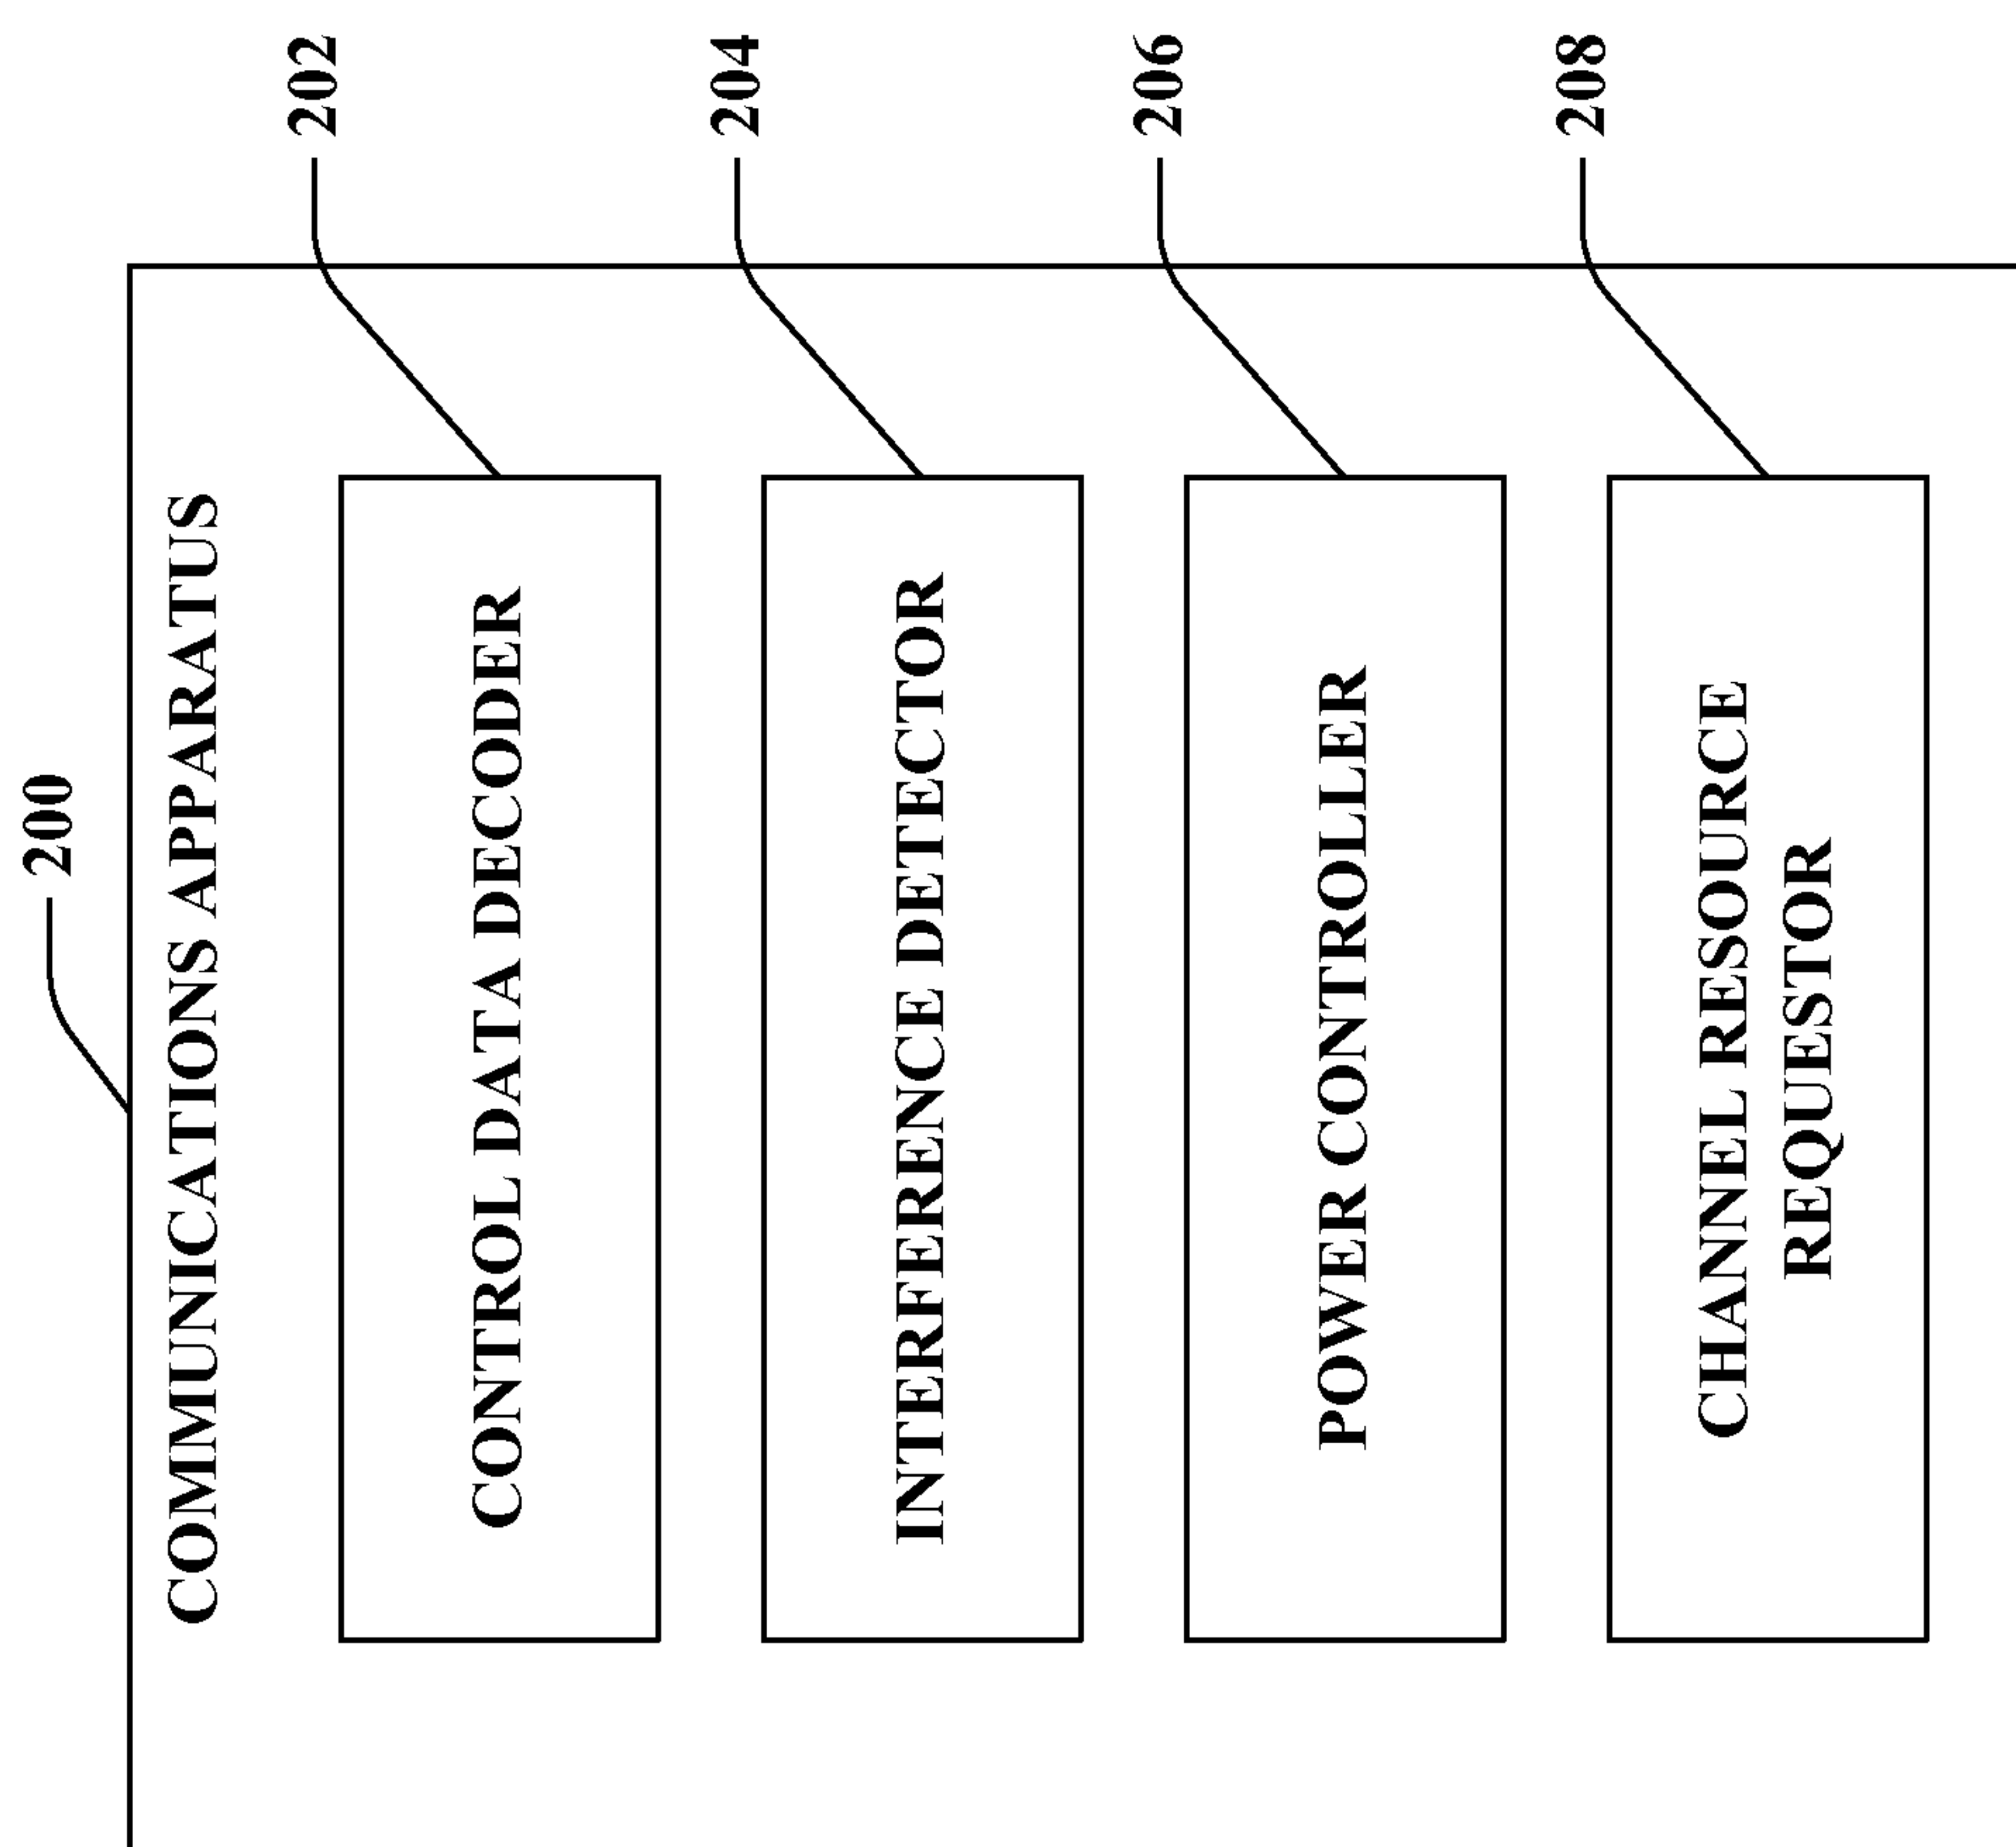 200
COMMUNICATIONS APPARATUS
202
CONTROL DATA DECODER
204
INTERFERENCE DETECTOR
206
POWER CONTROLLER
208
CHANNEL RESOURCE
REQUESTOR